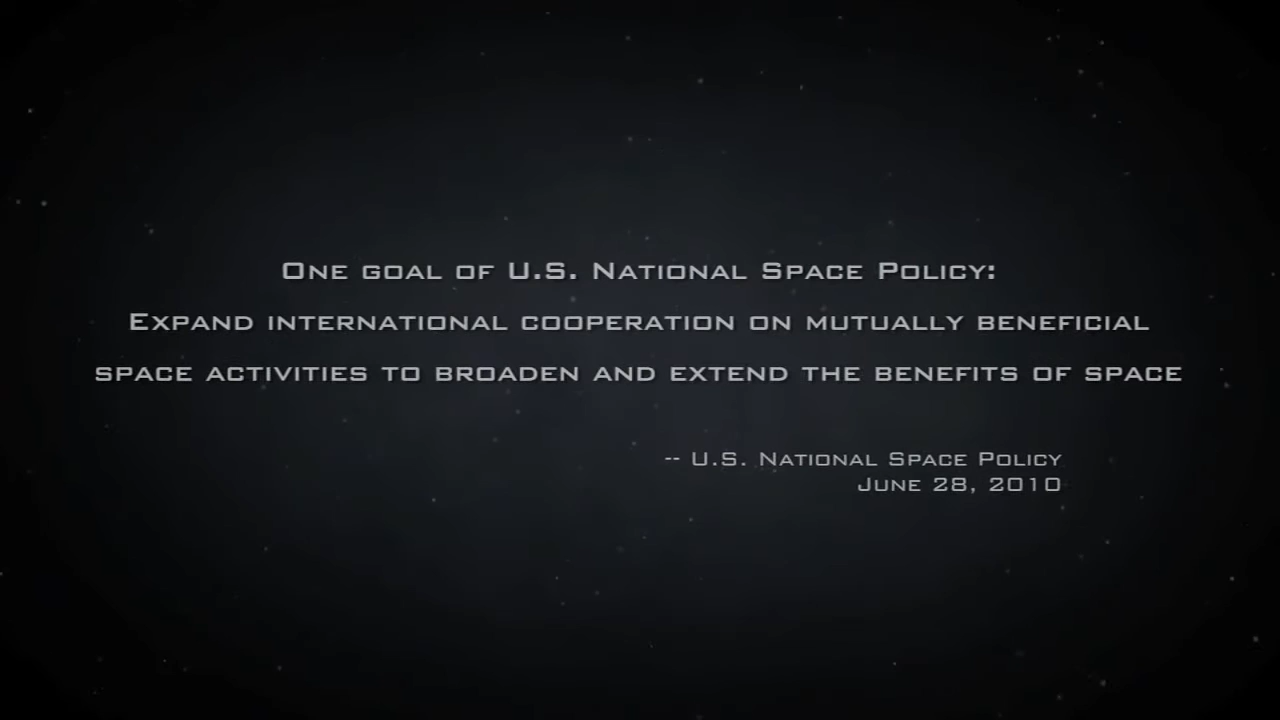 One goal of U.S. National Space Policy:
Expand international cooperation on mutually beneficial
space activities to broaden and extend the benefits of space
-- U.S. National Space Policy
June 28, 2010